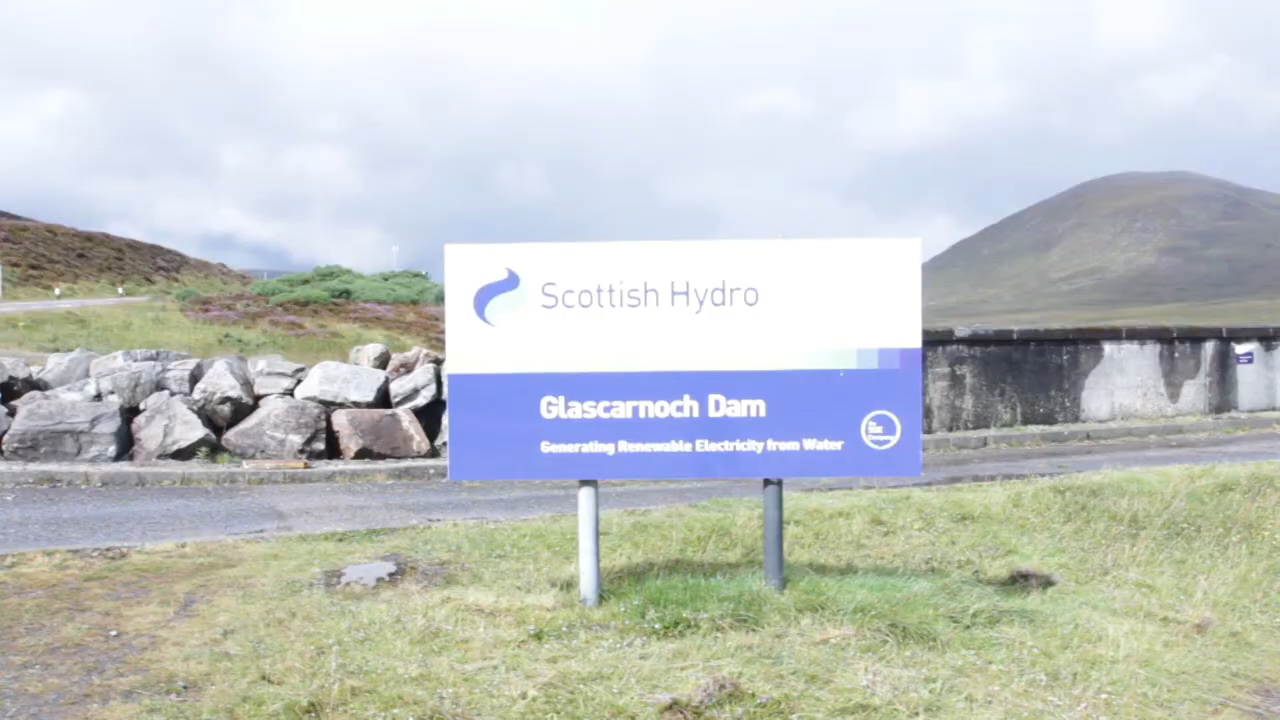 Scottish Hydro
Glascarnoch Dam
Generating Renewable Electricity from Water